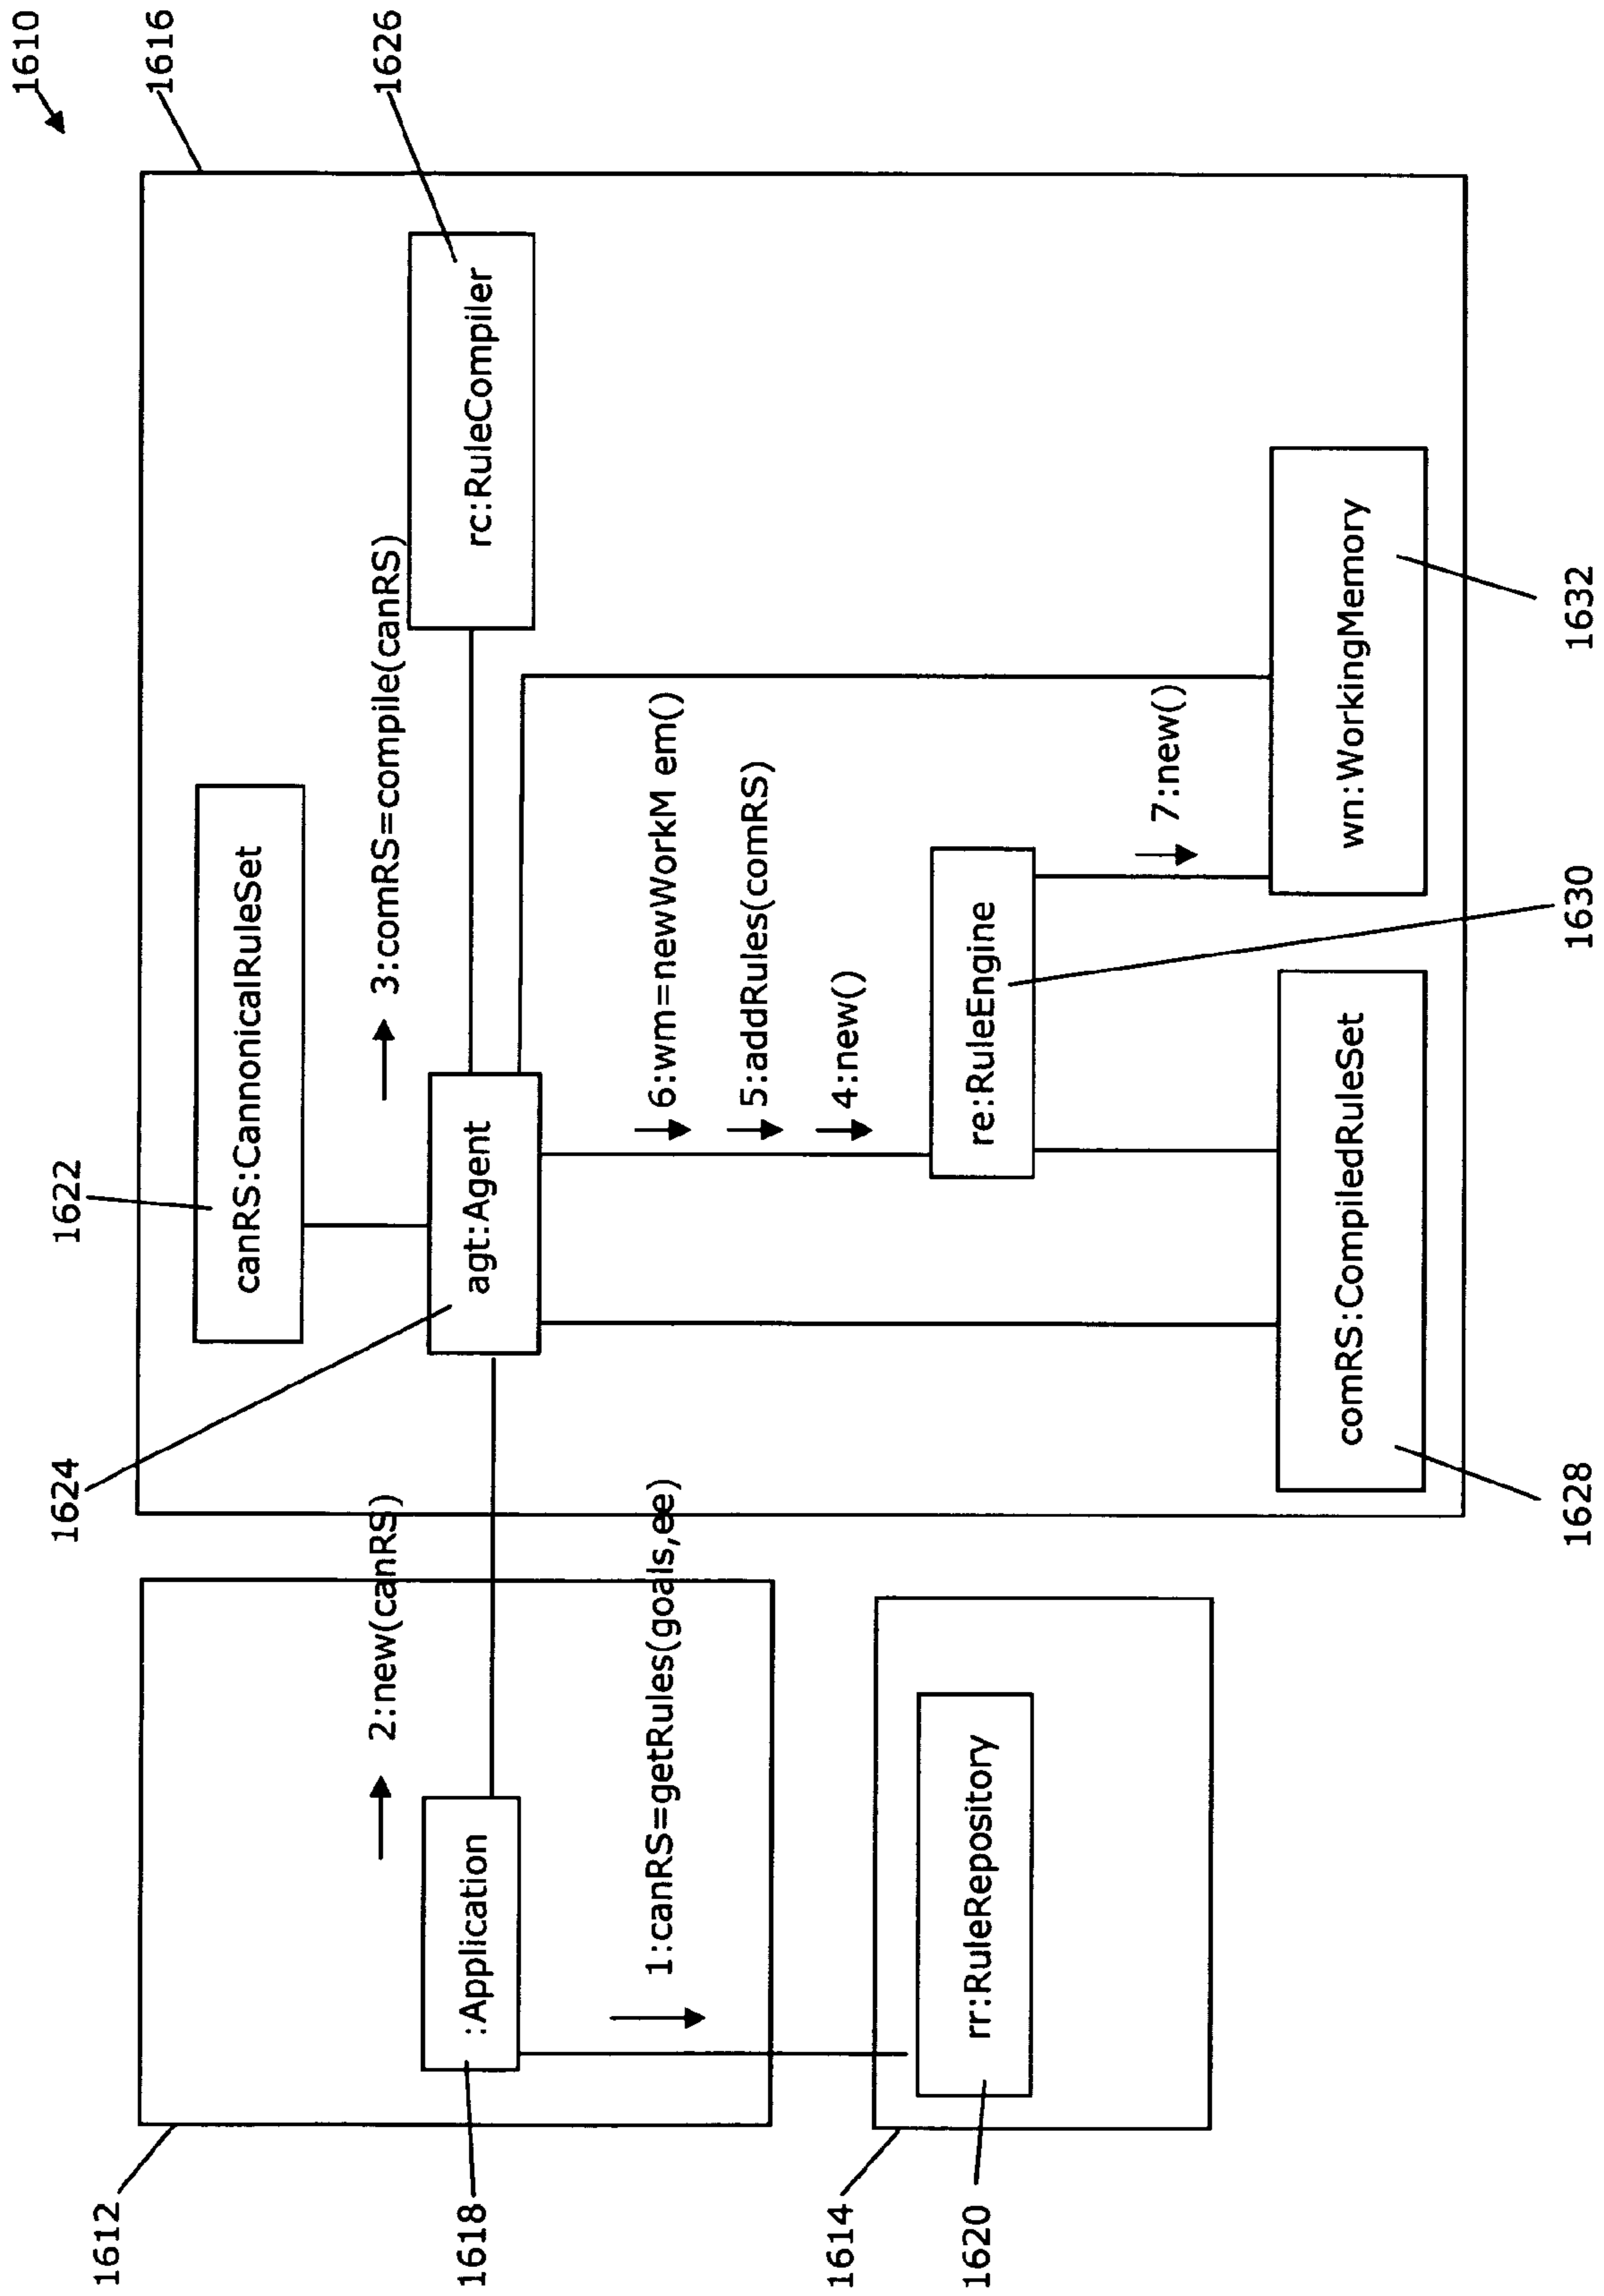 1610
1616
1626
1622
1624
canRS:CannonicalRuleSet
3:comRS=compile(canRS)
rc:RuleCompiler
agt:Agent
6:wm=newWorkM em()
5:addRules(comRS)
4:new()
re:RuleEngine
7:new()
wn:WorkingMemory
comRS:CompiledRuleSet
1632
1630
1628
1612
2:new(canRS)
:Application
1:canRS=getRules(goals,ee)
1618
1614
rr:RuleRepository
1620